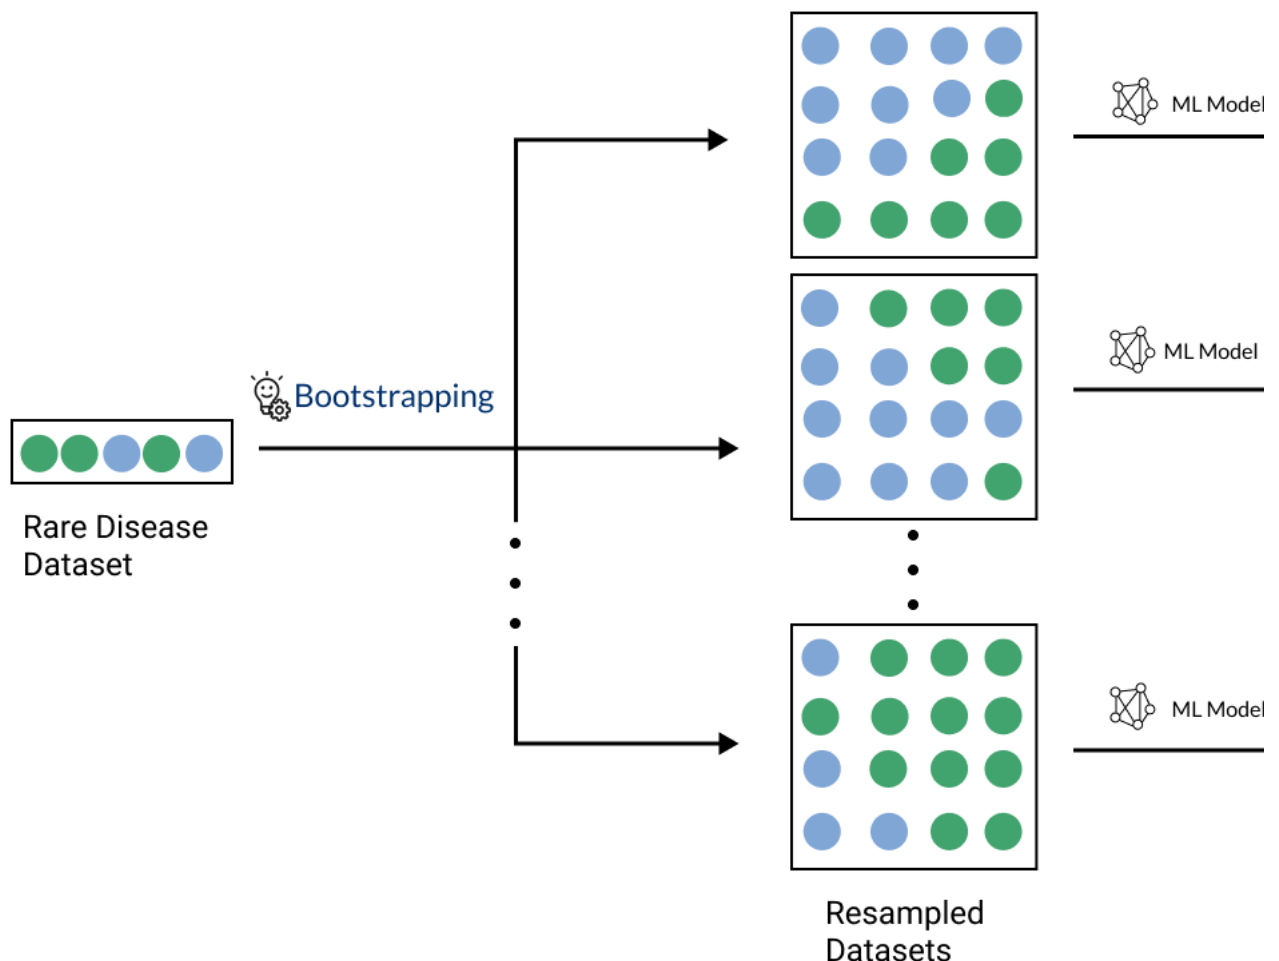 ML Model
Bootstrapping
ML Model
Rare Disease
Dataset
ML Model
Resampled
Datasets